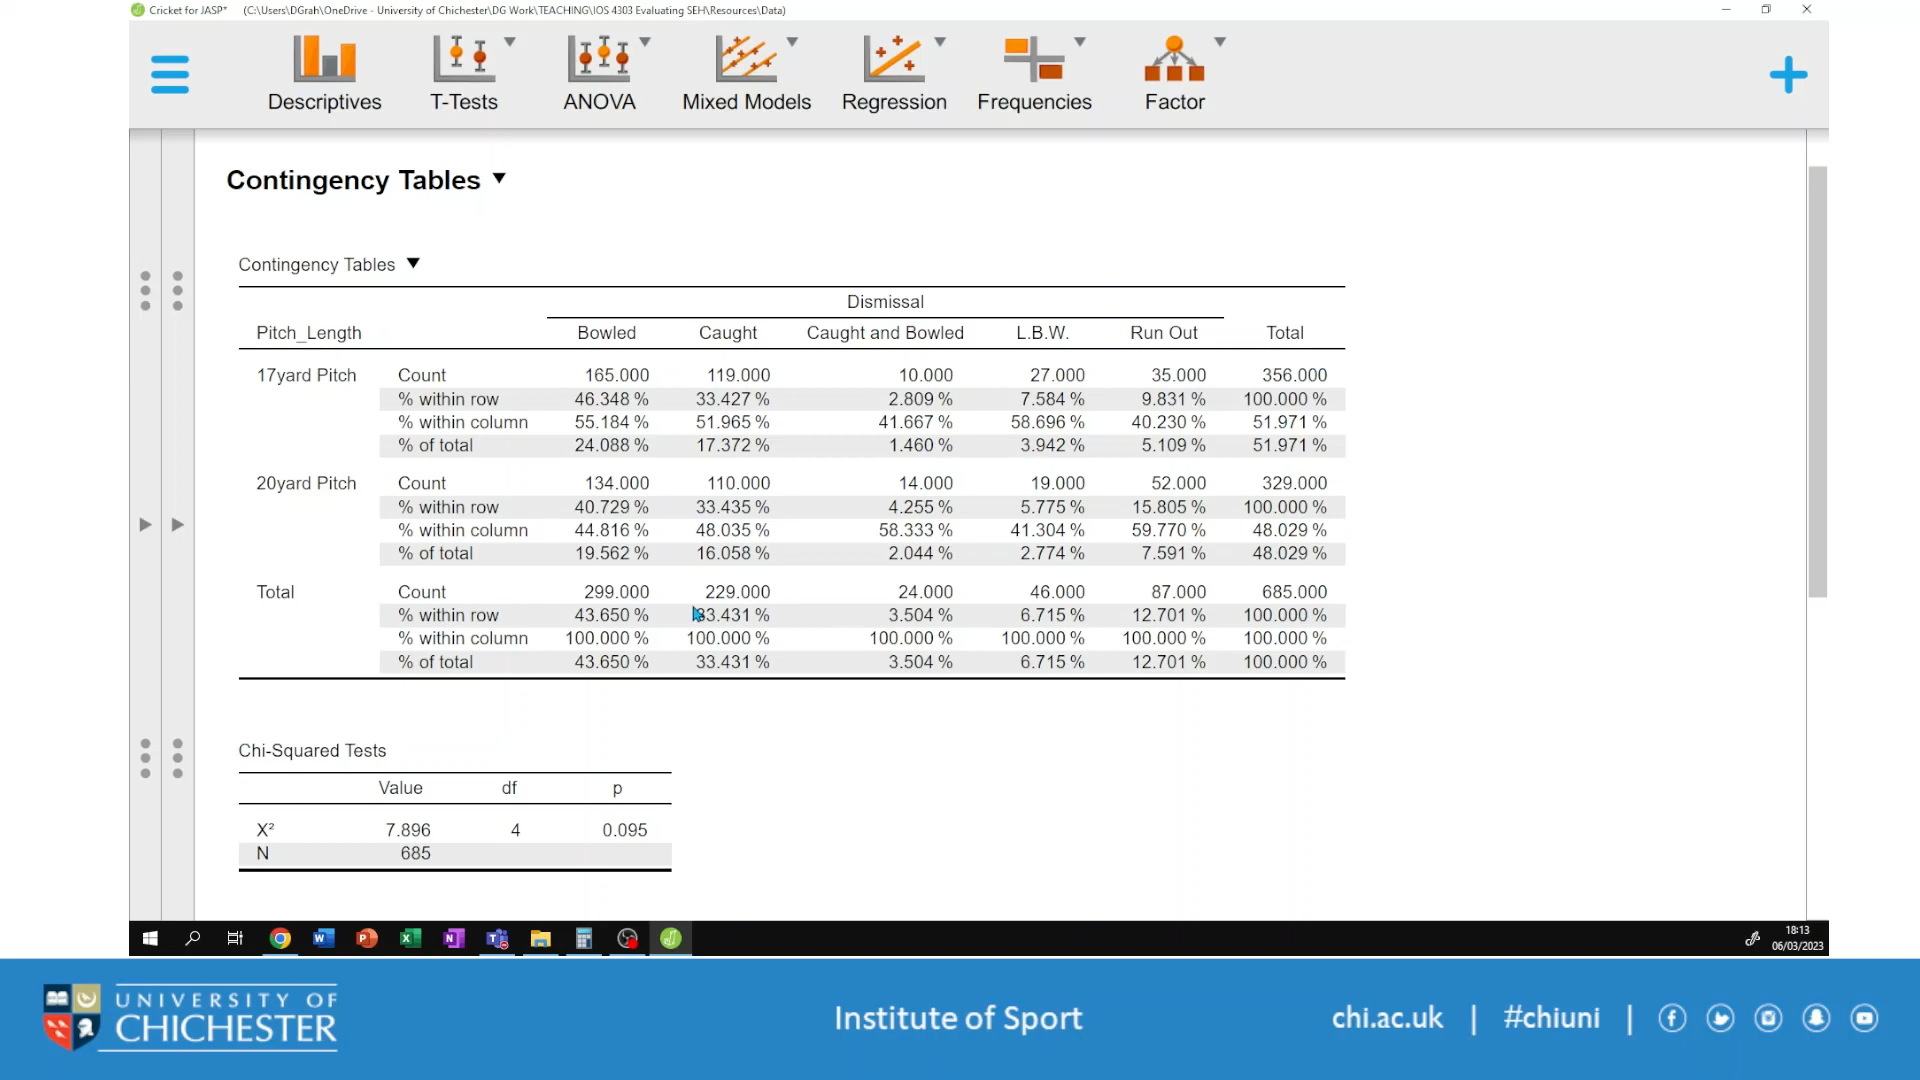 Cricket for JASP* (C:\Users\DGrah\OneDrive - University of Chichester\DG Work\TEACHING\IOS 4303 Evaluating SEH\Resources\Data)
Descriptives T-Tests ANOVA Mixed Models Regression Frequencies Factor
Contingency Tables
Contingency Tables
Dismissal
Pitch_Length Bowled Caught Caught and Bowled L.B.W. Run Out Total
17yard Pitch Count 165.000 119.000 10.000 27.000 35.000 356.000
% within row 46.348 % 33.427 % 2.809 % 7.584 % 9.831 % 100.000 %
% within column 55.184 % 51.965 % 41.667 % 58.696 % 40.230 % 51.971 %
% of total 24.088 % 17.372 % 1.460 % 3.942 % 5.109 % 51.971 %
20yard Pitch Count 134.000 110.000 14.000 19.000 52.000 329.000
% within row 40.729 % 33.435 % 4.255 % 5.775 % 15.805 % 100.000 %
% within column 44.816 % 48.035 % 58.333 % 41.304 % 59.770 % 48.029 %
% of total 19.562 % 16.058 % 2.044 % 2.774 % 7.591 % 48.029 %
Total Count 299.000 229.000 24.000 46.000 87.000 685.000
% within row 43.650 % 33.431 % 3.504 % 6.715 % 12.701 % 100.000 %
% within column 100.000 % 100.000 % 100.000 % 100.000 % 100.000 % 100.000 %
% of total 43.650 % 33.431 % 3.504 % 6.715 % 12.701 % 100.000 %
Chi-Squared Tests
Value df p
X² 7.896 4 0.095
N 685
18:13
06/03/2023
UNIVERSITY OF
CHICHESTER
Institute of Sport
chi.ac.uk | #chiuni |